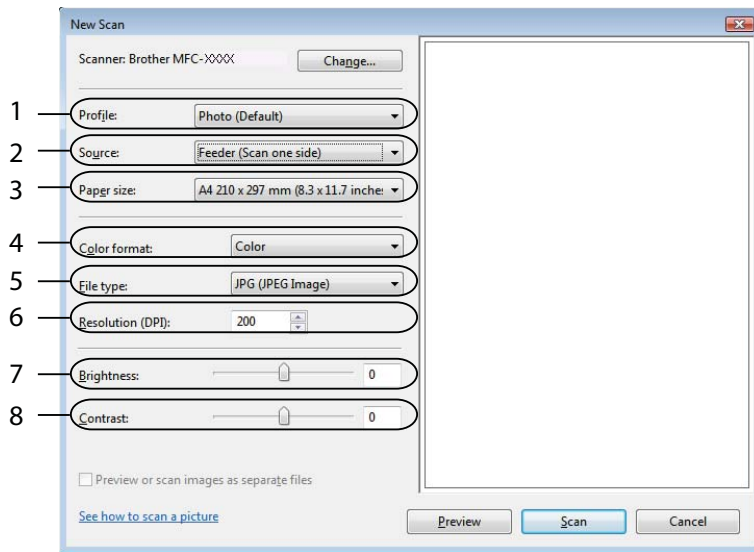 New Scan
Scanner: Brother MFC-XXXX Change...
1 Profile: Photo (Default)
2 Source: Feeder (Scan one side)
3 Paper size: A4 210 x 297 mm (8.3 x 11.7 inche:
4 Color format: Color
5 File type: JPG (JPEG Image)
6 Resolution (DPI): 200
7 Brightness: 0
8 Contrast: 0
Preview or scan images as separate files
See how to scan a picture Preview Scan Cancel